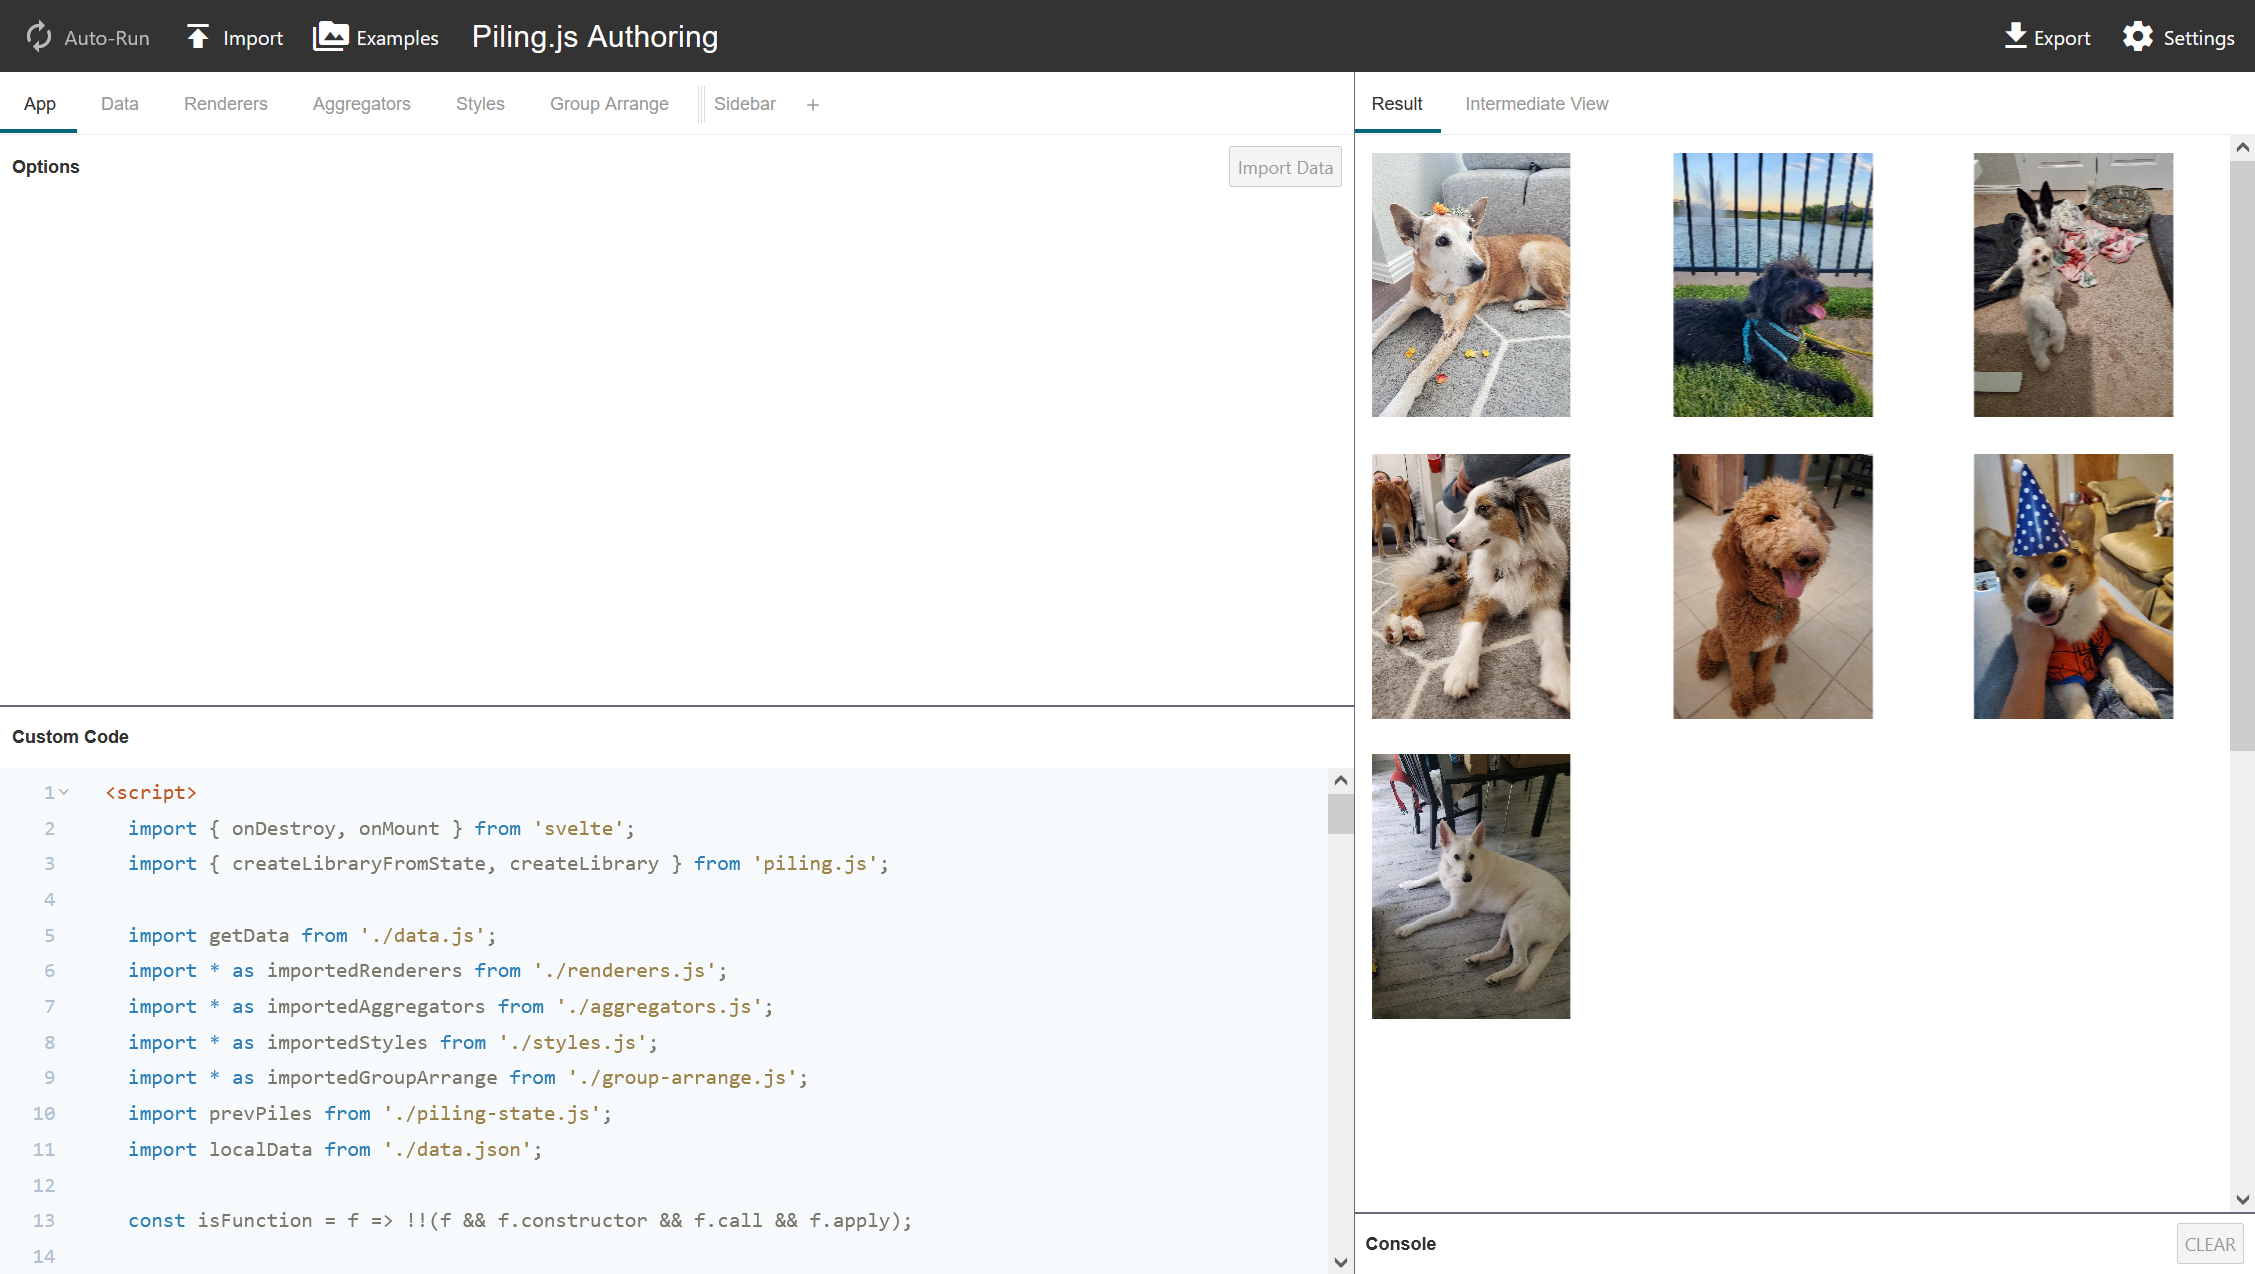 Auto-Run Import Examples Piling.js Authoring Export Settings
App Data Renderers Aggregators Styles Group Arrange Sidebar +
Result Intermediate View
Options Import Data
Custom Code
1 <script>
2 import { onDestroy, onMount } from 'svelte';
3 import { createLibraryFromState, createLibrary } from 'piling.js';
4
5 import getData from './data.js';
6 import * as importedRenderers from './renderers.js';
7 import * as importedAggregators from './aggregators.js';
8 import * as importedStyles from './styles.js';
9 import * as importedGroupArrange from './group-arrange.js';
10 import prevPiles from './piling-state.js';
11 import localData from './data.json';
12
13 const isFunction = f => !!(f && f.constructor && f.call && f.apply);
14
Console CLEAR